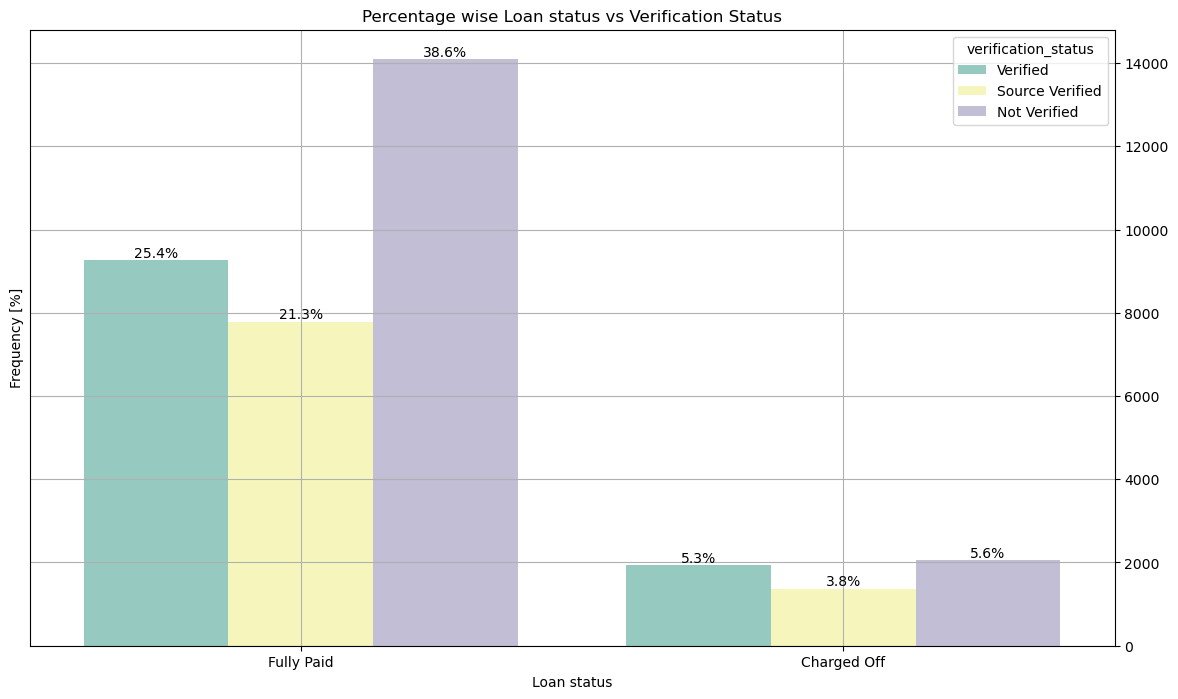 Percentage wise Loan status vs Verification Status
verification_status
Verified
Source Verified
Not Verified
38.6%
25.4%
21.3%
5.3%
3.8%
5.6%
Frequency [%]
14000
12000
10000
8000
6000
4000
2000
0
Fully Paid
Charged Off
Loan status